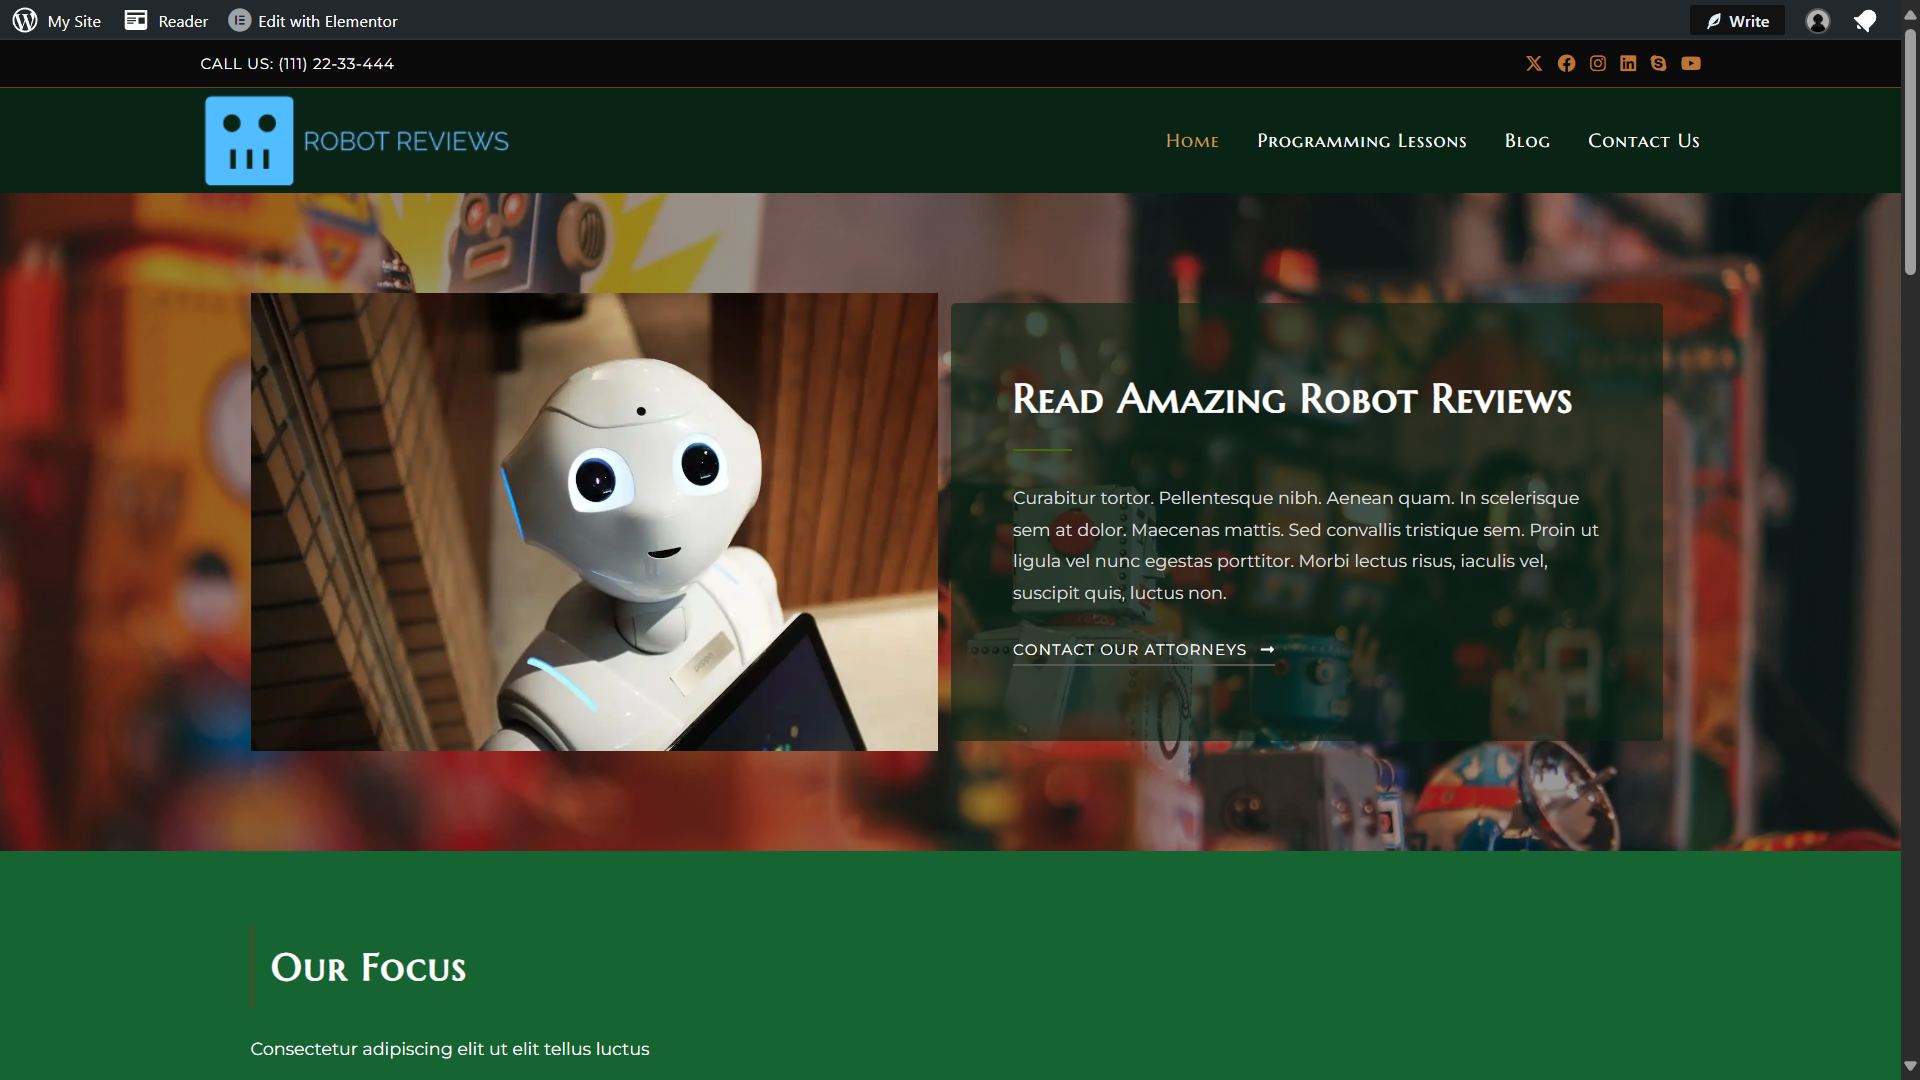 My Site
Reader
Edit with Elementor
Write
CALL US: (111) 22-33-444
ROBOT REVIEWS
Home
Programming Lessons
Blog
Contact Us
Read Amazing Robot Reviews
Curabitur tortor. Pellentesque nibh. Aenean quam. In scelerisque
sem at dolor. Maecenas mattis. Sed convallis tristique sem. Proin ut
ligula vel nunc egestas porttitor. Morbi lectus risus, iaculis vel,
suscipit quis, luctus non.
CONTACT OUR ATTORNEYS
Our Focus
Consectetur adipiscing elit ut elit tellus luctus